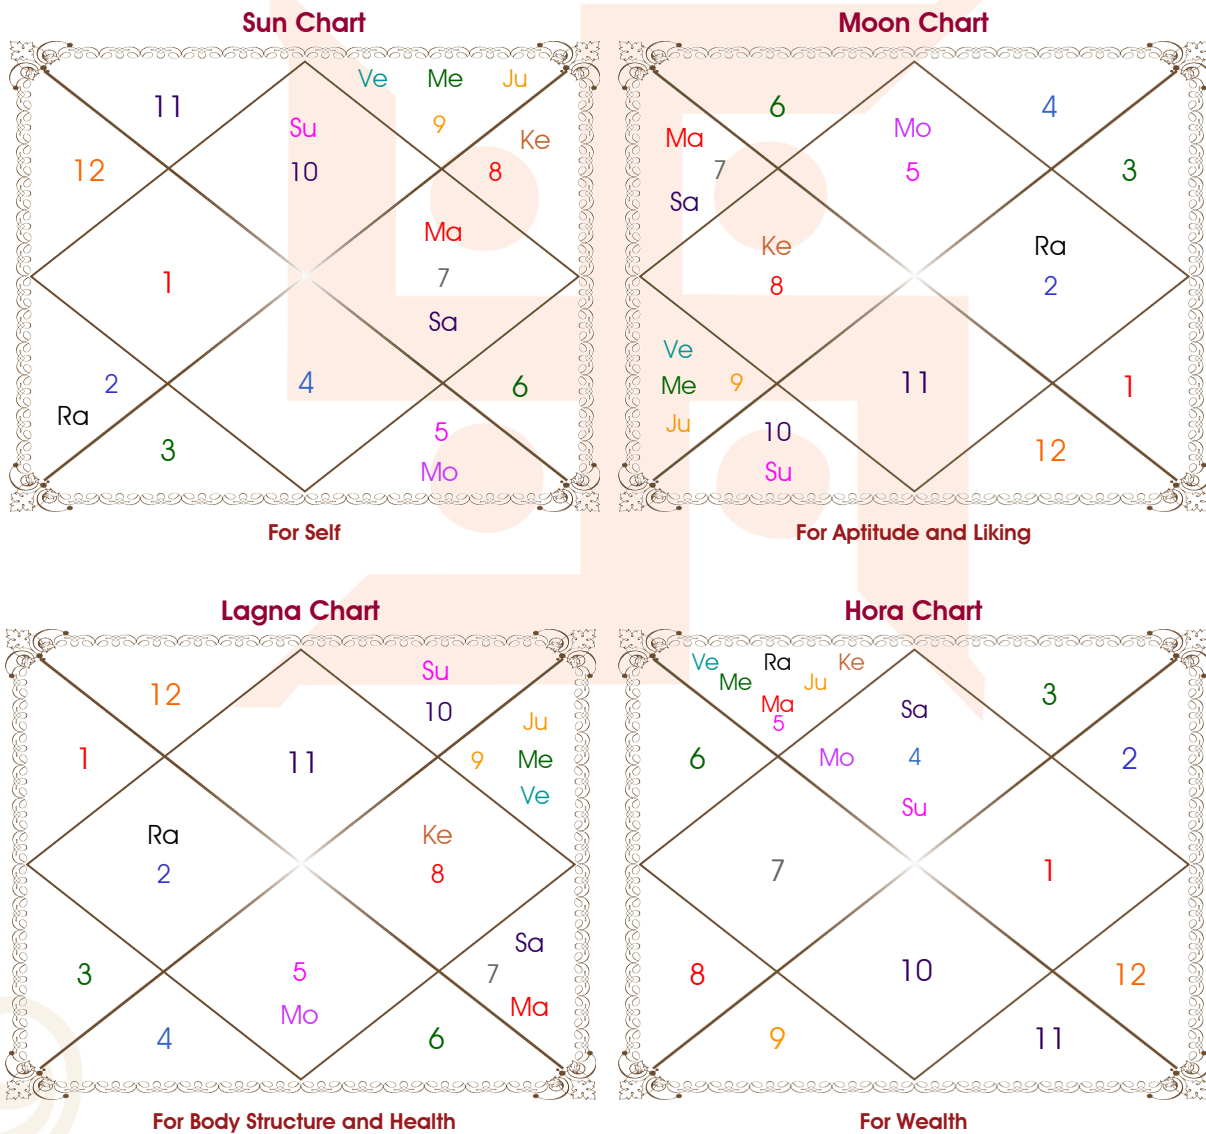 Sun Chart
Ve Me Ju
11 Su 9 Ke
12 10 8
Ma
1 7
Sa
2 4 6
Ra
3 5
Mo
For Self
Moon Chart
6 Mo 4
Ma
7 5 3
Sa
Ke Ra
8 2
Ve
Me 9 11 1
Ju
10 12
Su
For Aptitude and Liking
Lagna Chart
Su
12 10 Ju
1 11 9 Me
Ve
Ra Ke
2 8
Sa
3 5 7
Mo Ma
4 6
For Body Structure and Health
Hora Chart
Ve Ra Ke
Me Ju
Ma Sa 3
5
6 Mo 4 2
Su
7 1
8 10 12
9 11
For Wealth